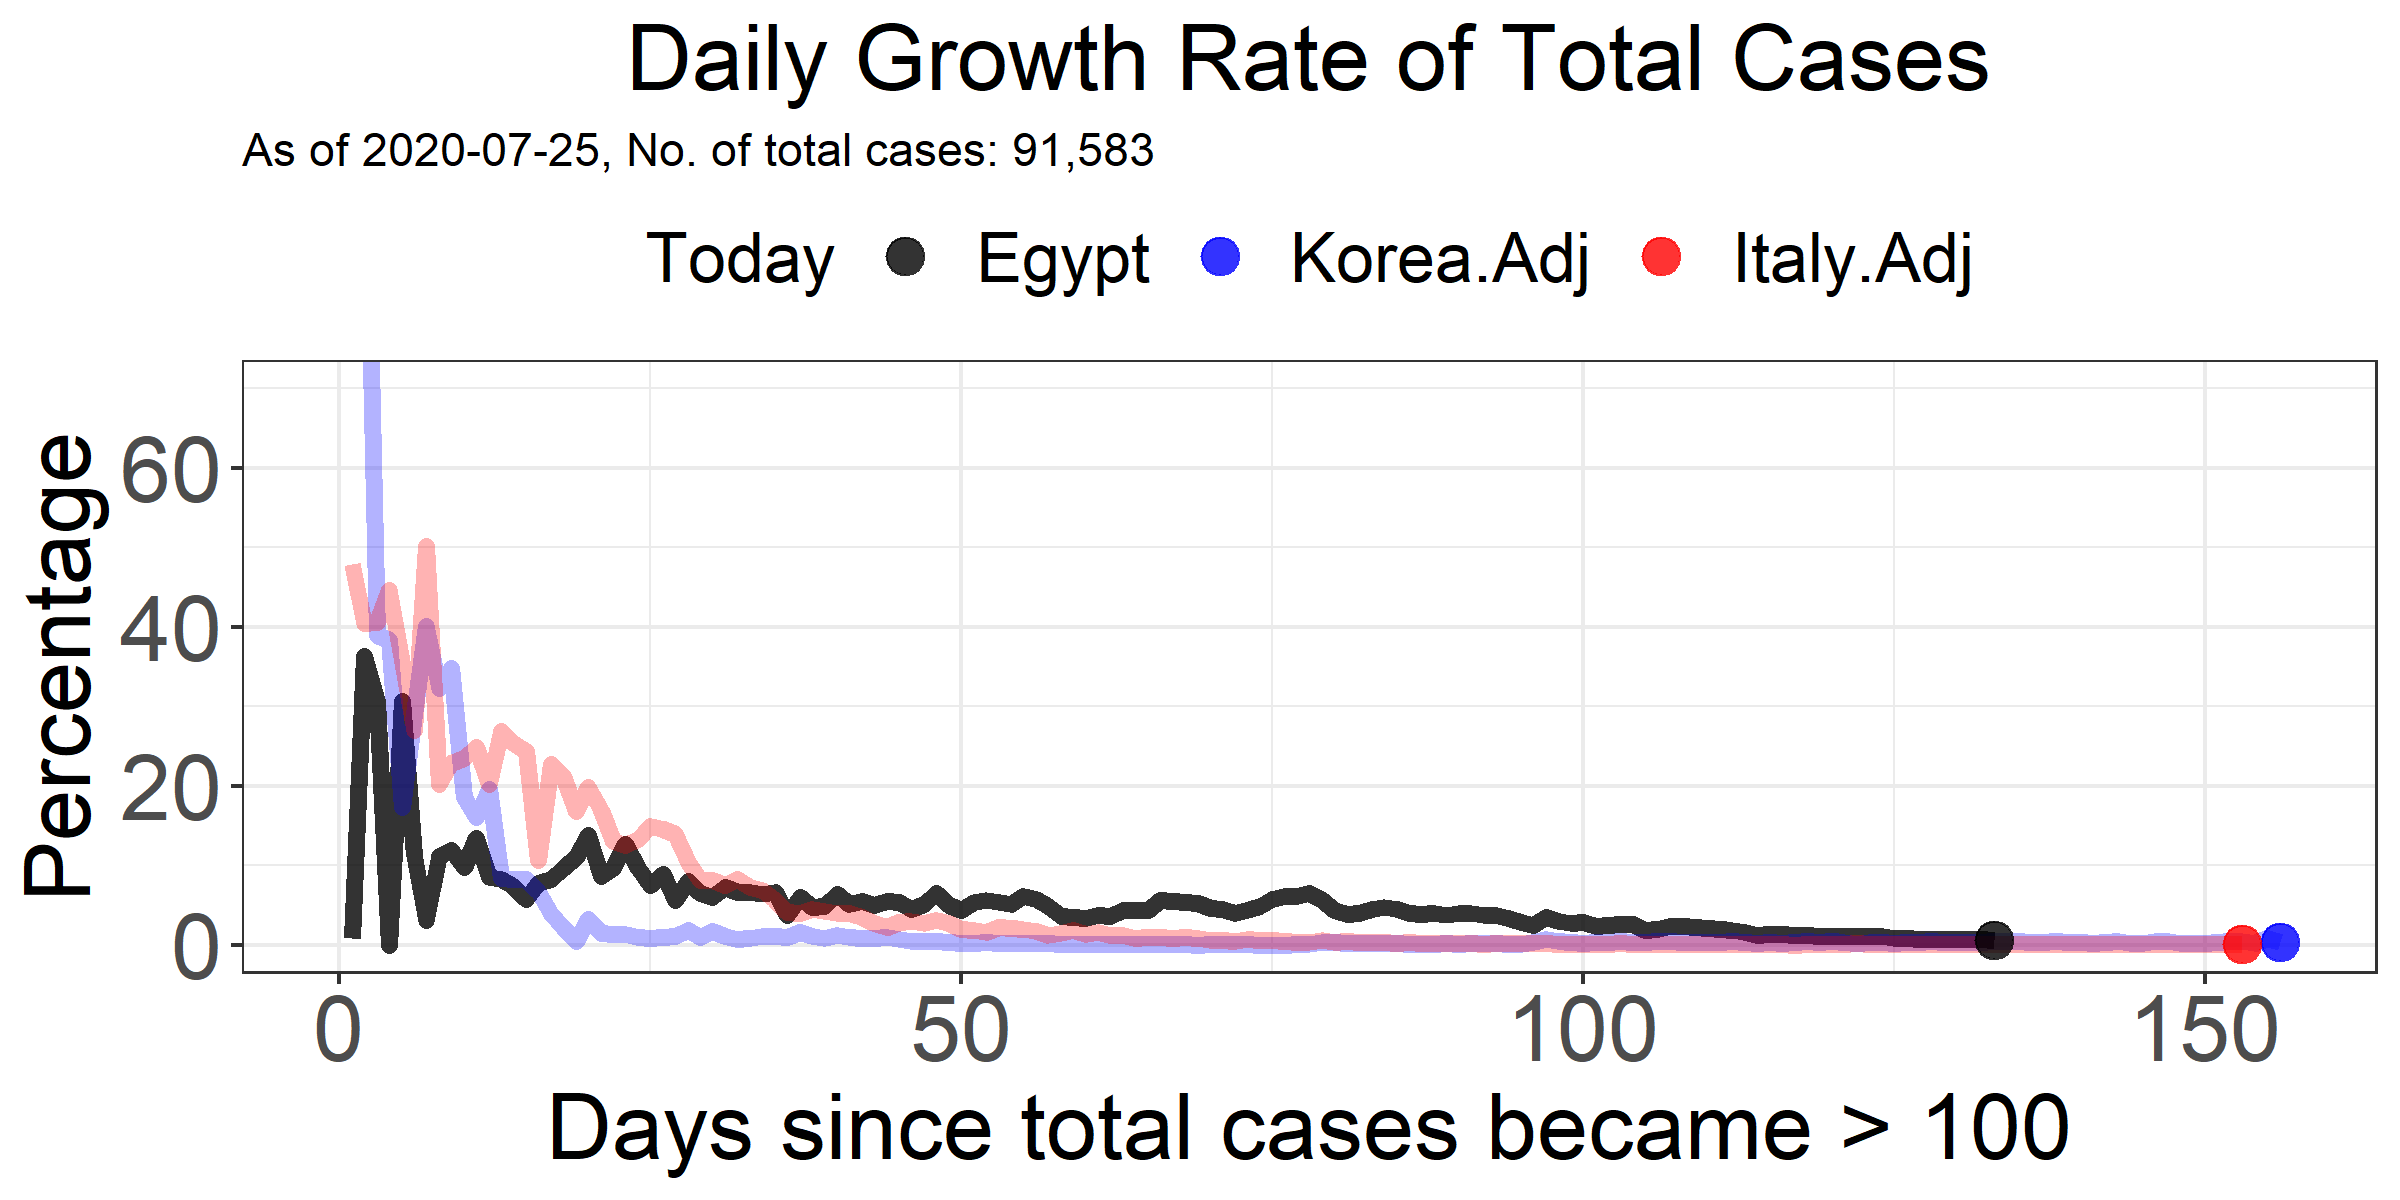 Daily Growth Rate of Total Cases
As of 2020-07-25, No. of total cases: 91,583
Today Egypt Korea.Adj Italy.Adj
Percentage
60
40
20
0
0 50 100 150
Days since total cases became > 100